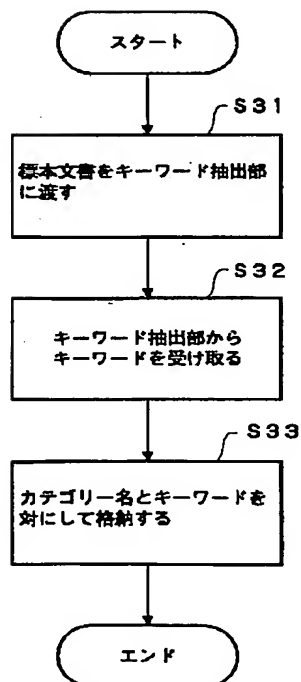 スタート
S31
標本文書をキーワード抽出部
に渡す
S32
キーワード抽出部から
キーワードを受け取る
S33
カテゴリー名とキーワードを
対にして格納する
エンド